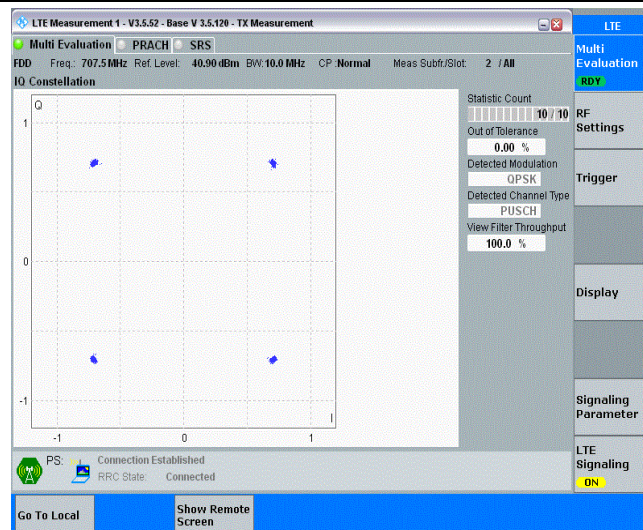 LTE Measurement 1 - V3.5.52 - Base V 3.5.120 - TX Measurement
LTE
Multi Evaluation PRACH SRS
Multi
Evaluation
RDY
FDD Freq.: 707.5 MHz Ref. Level: 40.90 dBm BW: 10.0 MHz CP: Normal Meas Subfr./Slot: 2 / All
IQ Constellation
Q
1
0
-1
-1 0 1
I
Statistic Count
10 / 10
Out of Tolerance
0.00 %
Detected Modulation
QPSK
Detected Channel Type
PUSCH
View Filter Throughput
100.0 %
RF
Settings
Trigger
Display
Signaling
Parameter
LTE
Signaling
ON
PS: Connection Established
RRC State: Connected
Go To Local
Show Remote
Screen